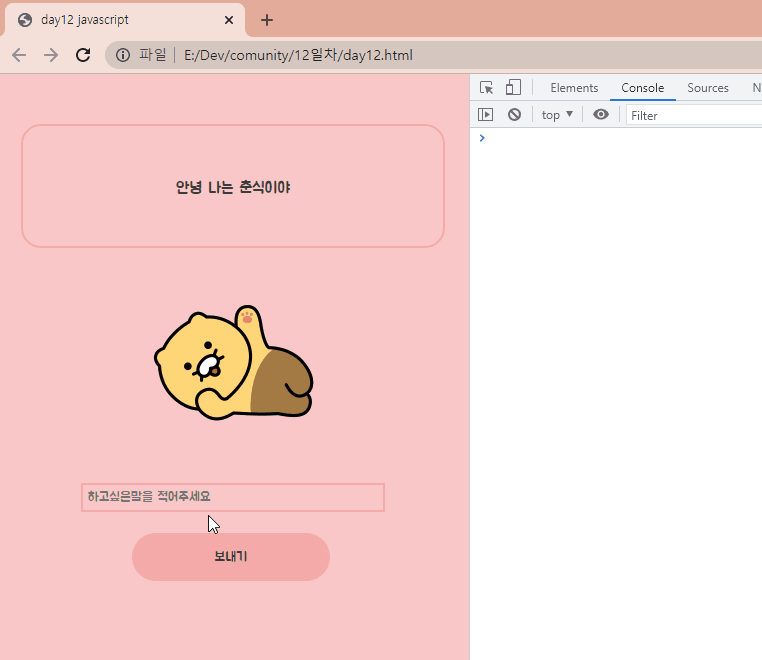 day12 javascript
파일 E:/Dev/comunity/12일차/day12.html
Elements Console Sources N
top Filter
안녕 나는 춘식이야
하고싶은말을 적어주세요
보내기